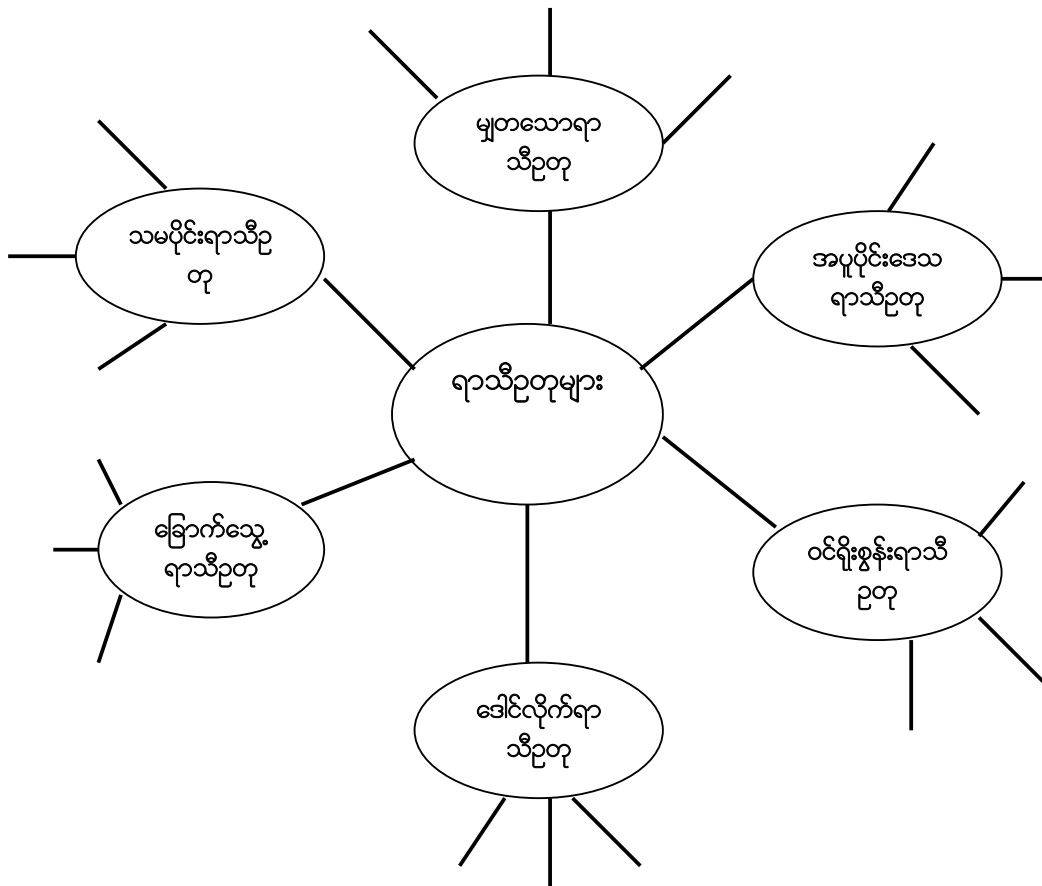 မျှတသောရာ
သီဥတု
သမပိုင်းရာသီဥ
တု
အပူပိုင်းဒေသ
ရာသီဥတု
ရာသီဥတုများ
ခြောက်သွေ့
ရာသီဥတု
ဝင်ရိုးစွန်းရာသီ
ဥတု
ဒေါင်လိုက်ရာ
သီဥတု